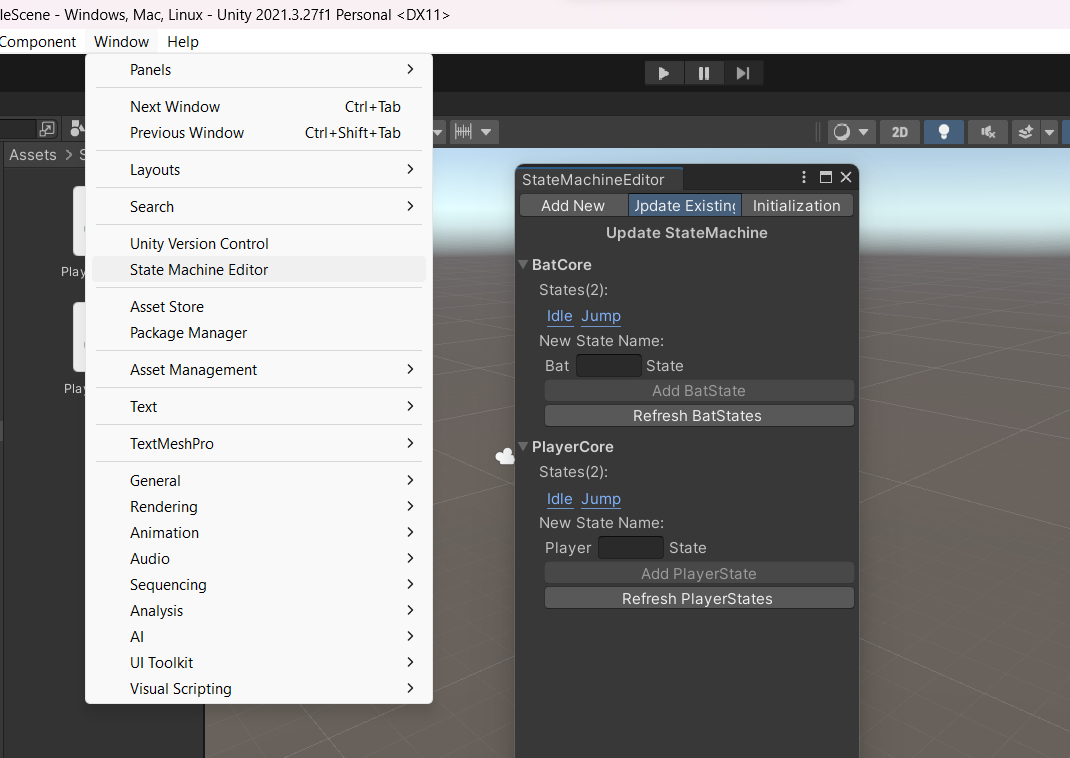 leScene - Windows, Mac, Linux - Unity 2021.3.27f1 Personal <DX11>
Component Window Help
Panels
Next Window Ctrl+Tab
Previous Window Ctrl+Shift+Tab
Layouts
Search
Unity Version Control
State Machine Editor
Asset Store
Package Manager
Asset Management
Text
TextMeshPro
General
Rendering
Animation
Audio
Sequencing
Analysis
AI
UI Toolkit
Visual Scripting
2D
Assets > S
Play
Play
StateMachineEditor
Add New Update Existing Initialization
Update StateMachine
BatCore
States(2):
Idle Jump
New State Name:
Bat State
Add BatState
Refresh BatStates
PlayerCore
States(2):
Idle Jump
New State Name:
Player State
Add PlayerState
Refresh PlayerStates